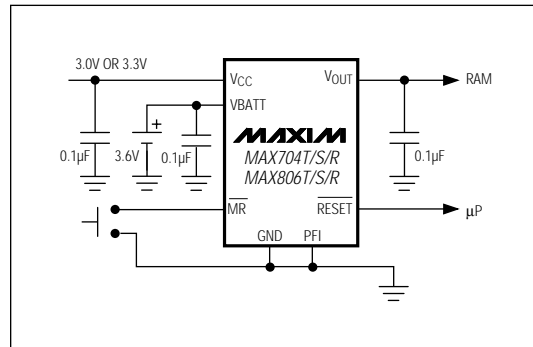 3.0V OR 3.3V
VCC
VOUT
RAM
VBATT
0.1µF
3.6V
+
0.1µF
MAXIM
MAX704T/S/R
MAX806T/S/R
0.1µF
MR
RESET
µP
GND
PFI